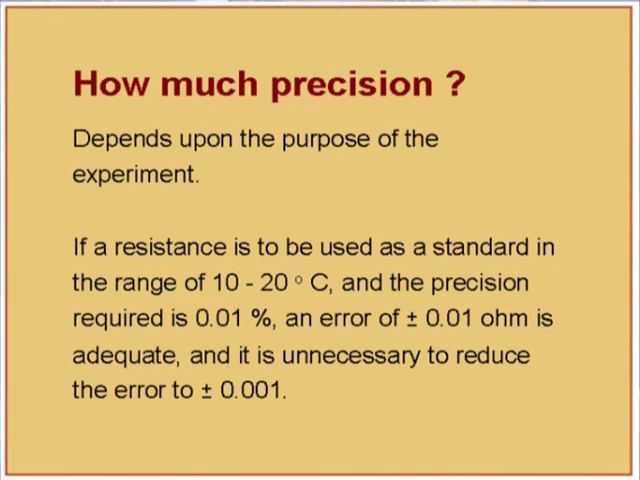 How much precision ?
Depends upon the purpose of the
experiment.
If a resistance is to be used as a standard in
the range of 10 - 20 ° C, and the precision
required is 0.01 %, an error of ± 0.01 ohm is
adequate, and it is unnecessary to reduce
the error to ± 0.001.